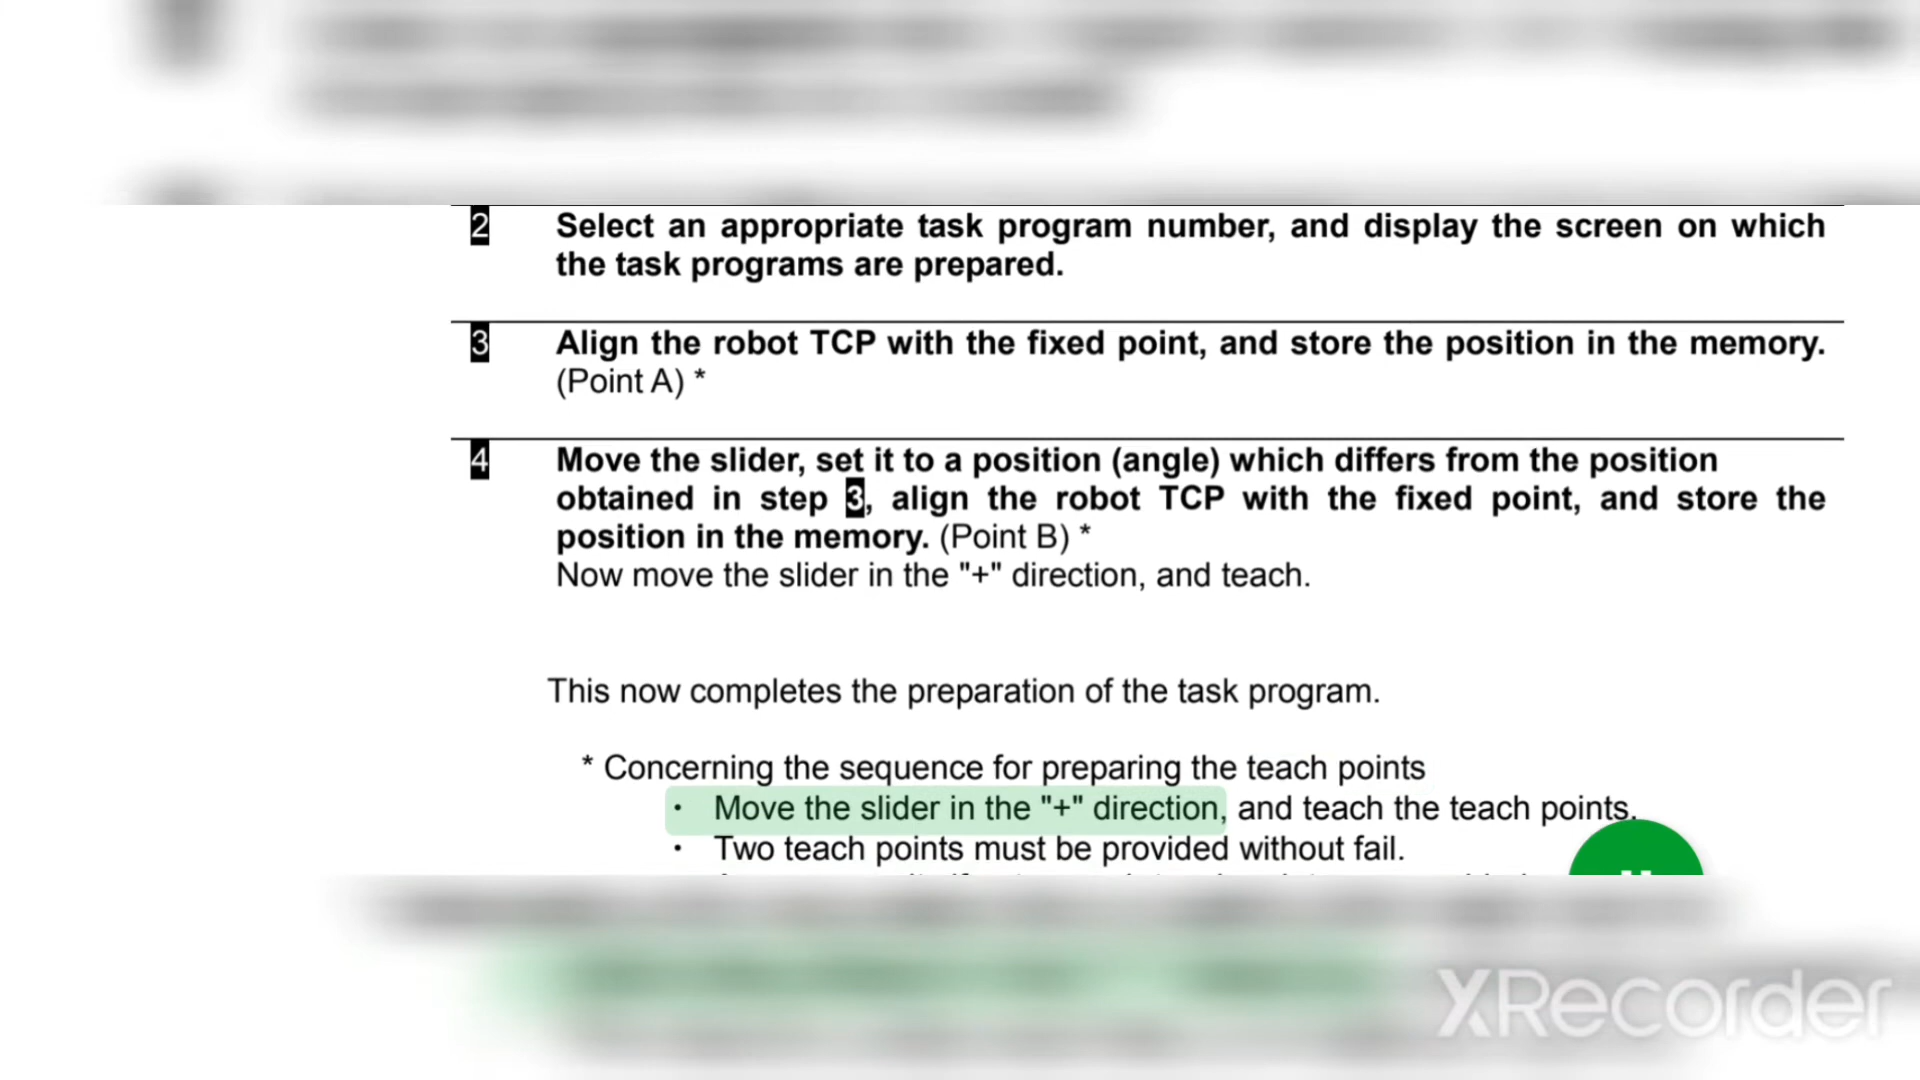 2 Select an appropriate task program number, and display the screen on which
the task programs are prepared.
3 Align the robot TCP with the fixed point, and store the position in the memory.
(Point A) *
4 Move the slider, set it to a position (angle) which differs from the position
obtained in step 3, align the robot TCP with the fixed point, and store the
position in the memory. (Point B) *
Now move the slider in the "+" direction, and teach.
This now completes the preparation of the task program.
* Concerning the sequence for preparing the teach points
・ Move the slider in the "+" direction, and teach the teach points.
・ Two teach points must be provided without fail.
XRecorder